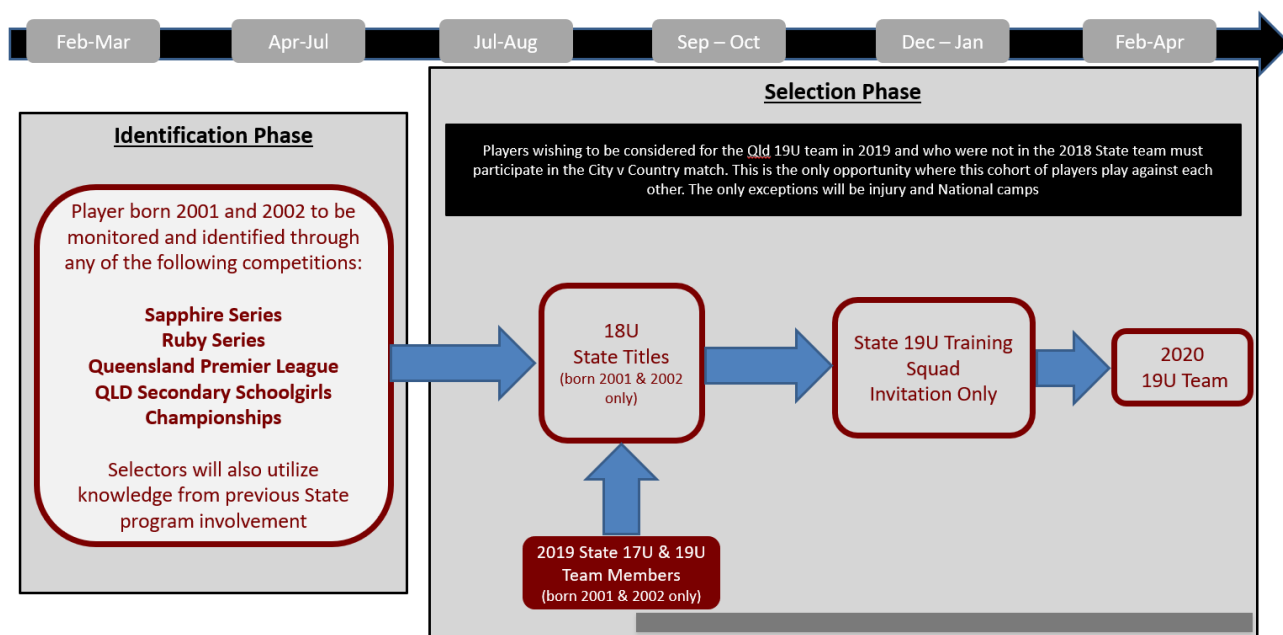 Feb-Mar
Apr-Jul
Jul-Aug
Sep – Oct
Dec – Jan
Feb-Apr
Identification Phase
Player born 2001 and 2002 to be
monitored and identified through
any of the following competitions:
Sapphire Series
Ruby Series
Queensland Premier League
QLD Secondary Schoolgirls
Championships
Selectors will also utilize
knowledge from previous State
program involvement
Selection Phase
Players wishing to be considered for the Qld 19U team in 2019 and who were not in the 2018 State team must
participate in the City v Country match. This is the only opportunity where this cohort of players play against each
other. The only exceptions will be injury and National camps
18U
State Titles
(born 2001 & 2002
only)
State 19U Training
Squad
Invitation Only
2020
19U Team
2019 State 17U & 19U
Team Members
(born 2001 & 2002 only)